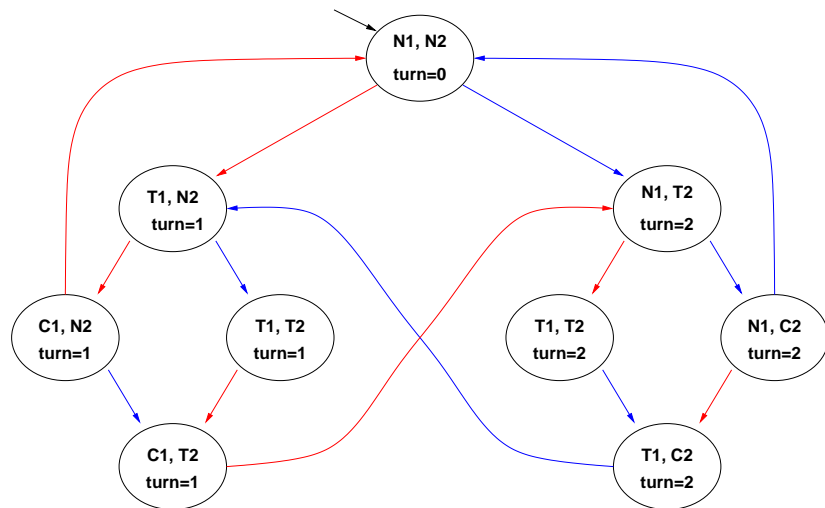 N1, N2
turn=0
T1, N2
turn=1
N1, T2
turn=2
C1, N2
turn=1
T1, T2
turn=1
T1, T2
turn=2
N1, C2
turn=2
C1, T2
turn=1
T1, C2
turn=2